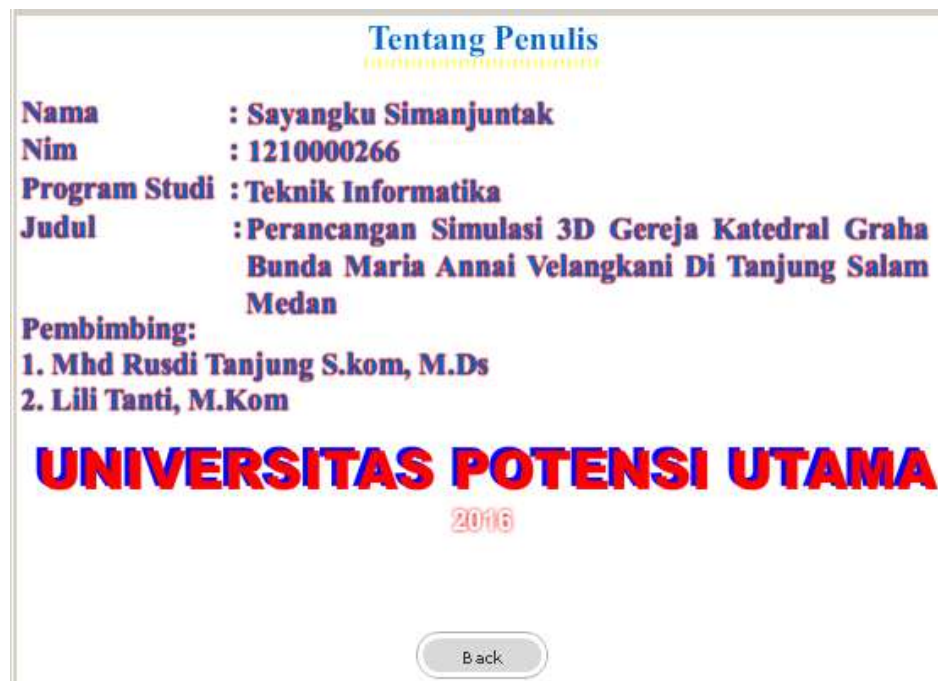 Tentang Penulis
Nama : Sayangku Simanjuntak
Nim : 1210000266
Program Studi : Teknik Informatika
Judul : Perancangan Simulasi 3D Gereja Katedral Graha
Bunda Maria Annai Velangkani Di Tanjung Salam
Medan
Pembimbing:
1. Mhd Rusdi Tanjung S.kom, M.Ds
2. Lili Tanti, M.Kom
UNIVERSITAS POTENSI UTAMA
2016
Back